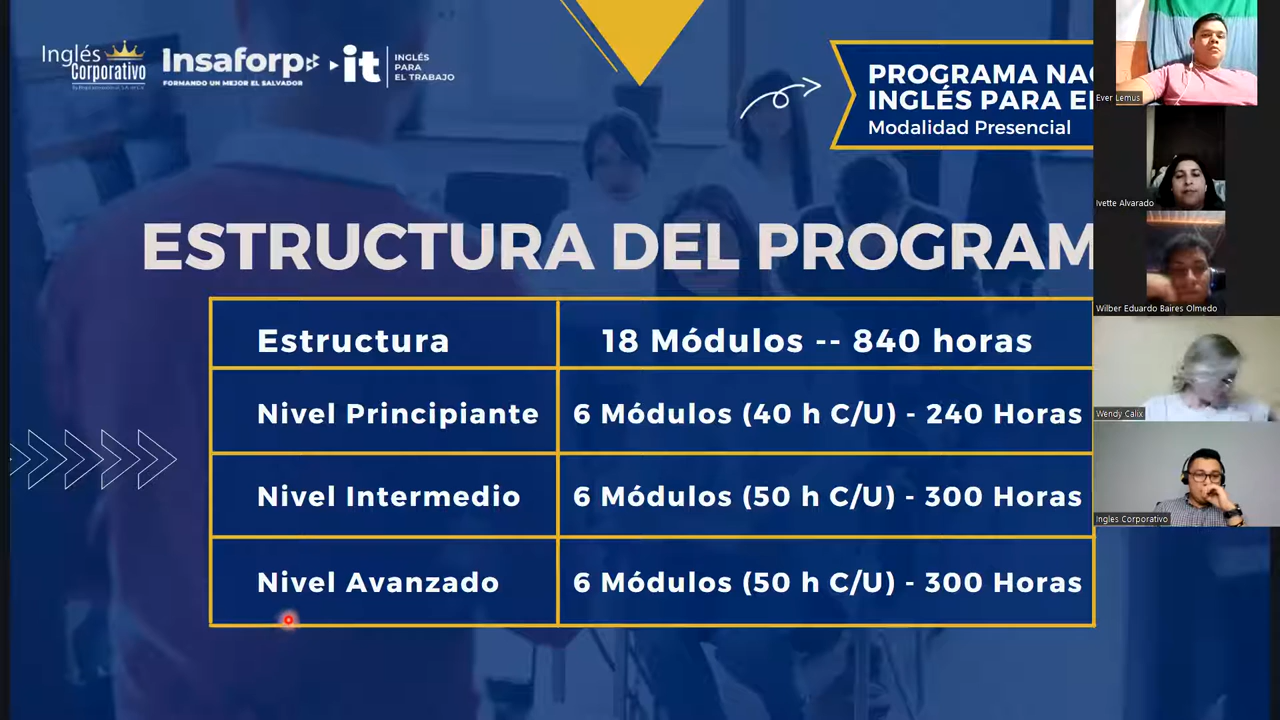 Inglés
Corporativo
Insaforp
FORMANDO UN MEJOR EL SALVADOR
it
INGLÉS
PARA
EL TRABAJO
PROGRAMA NA
INGLÉS PARA E
Modalidad Presencial
ESTRUCTURA DEL PROGRAM
Estructura
18 Módulos -- 840 horas
Nivel Principiante
6 Módulos (40 h C/U) - 240 Horas
Nivel Intermedio
6 Módulos (50 h C/U) - 300 Horas
Nivel Avanzado
6 Módulos (50 h C/U) - 300 Horas
Ever Lemus
Ivette Alvarado
Wilber Eduardo Baires Olmedo
Wendy Calix
Ingles Corporativo